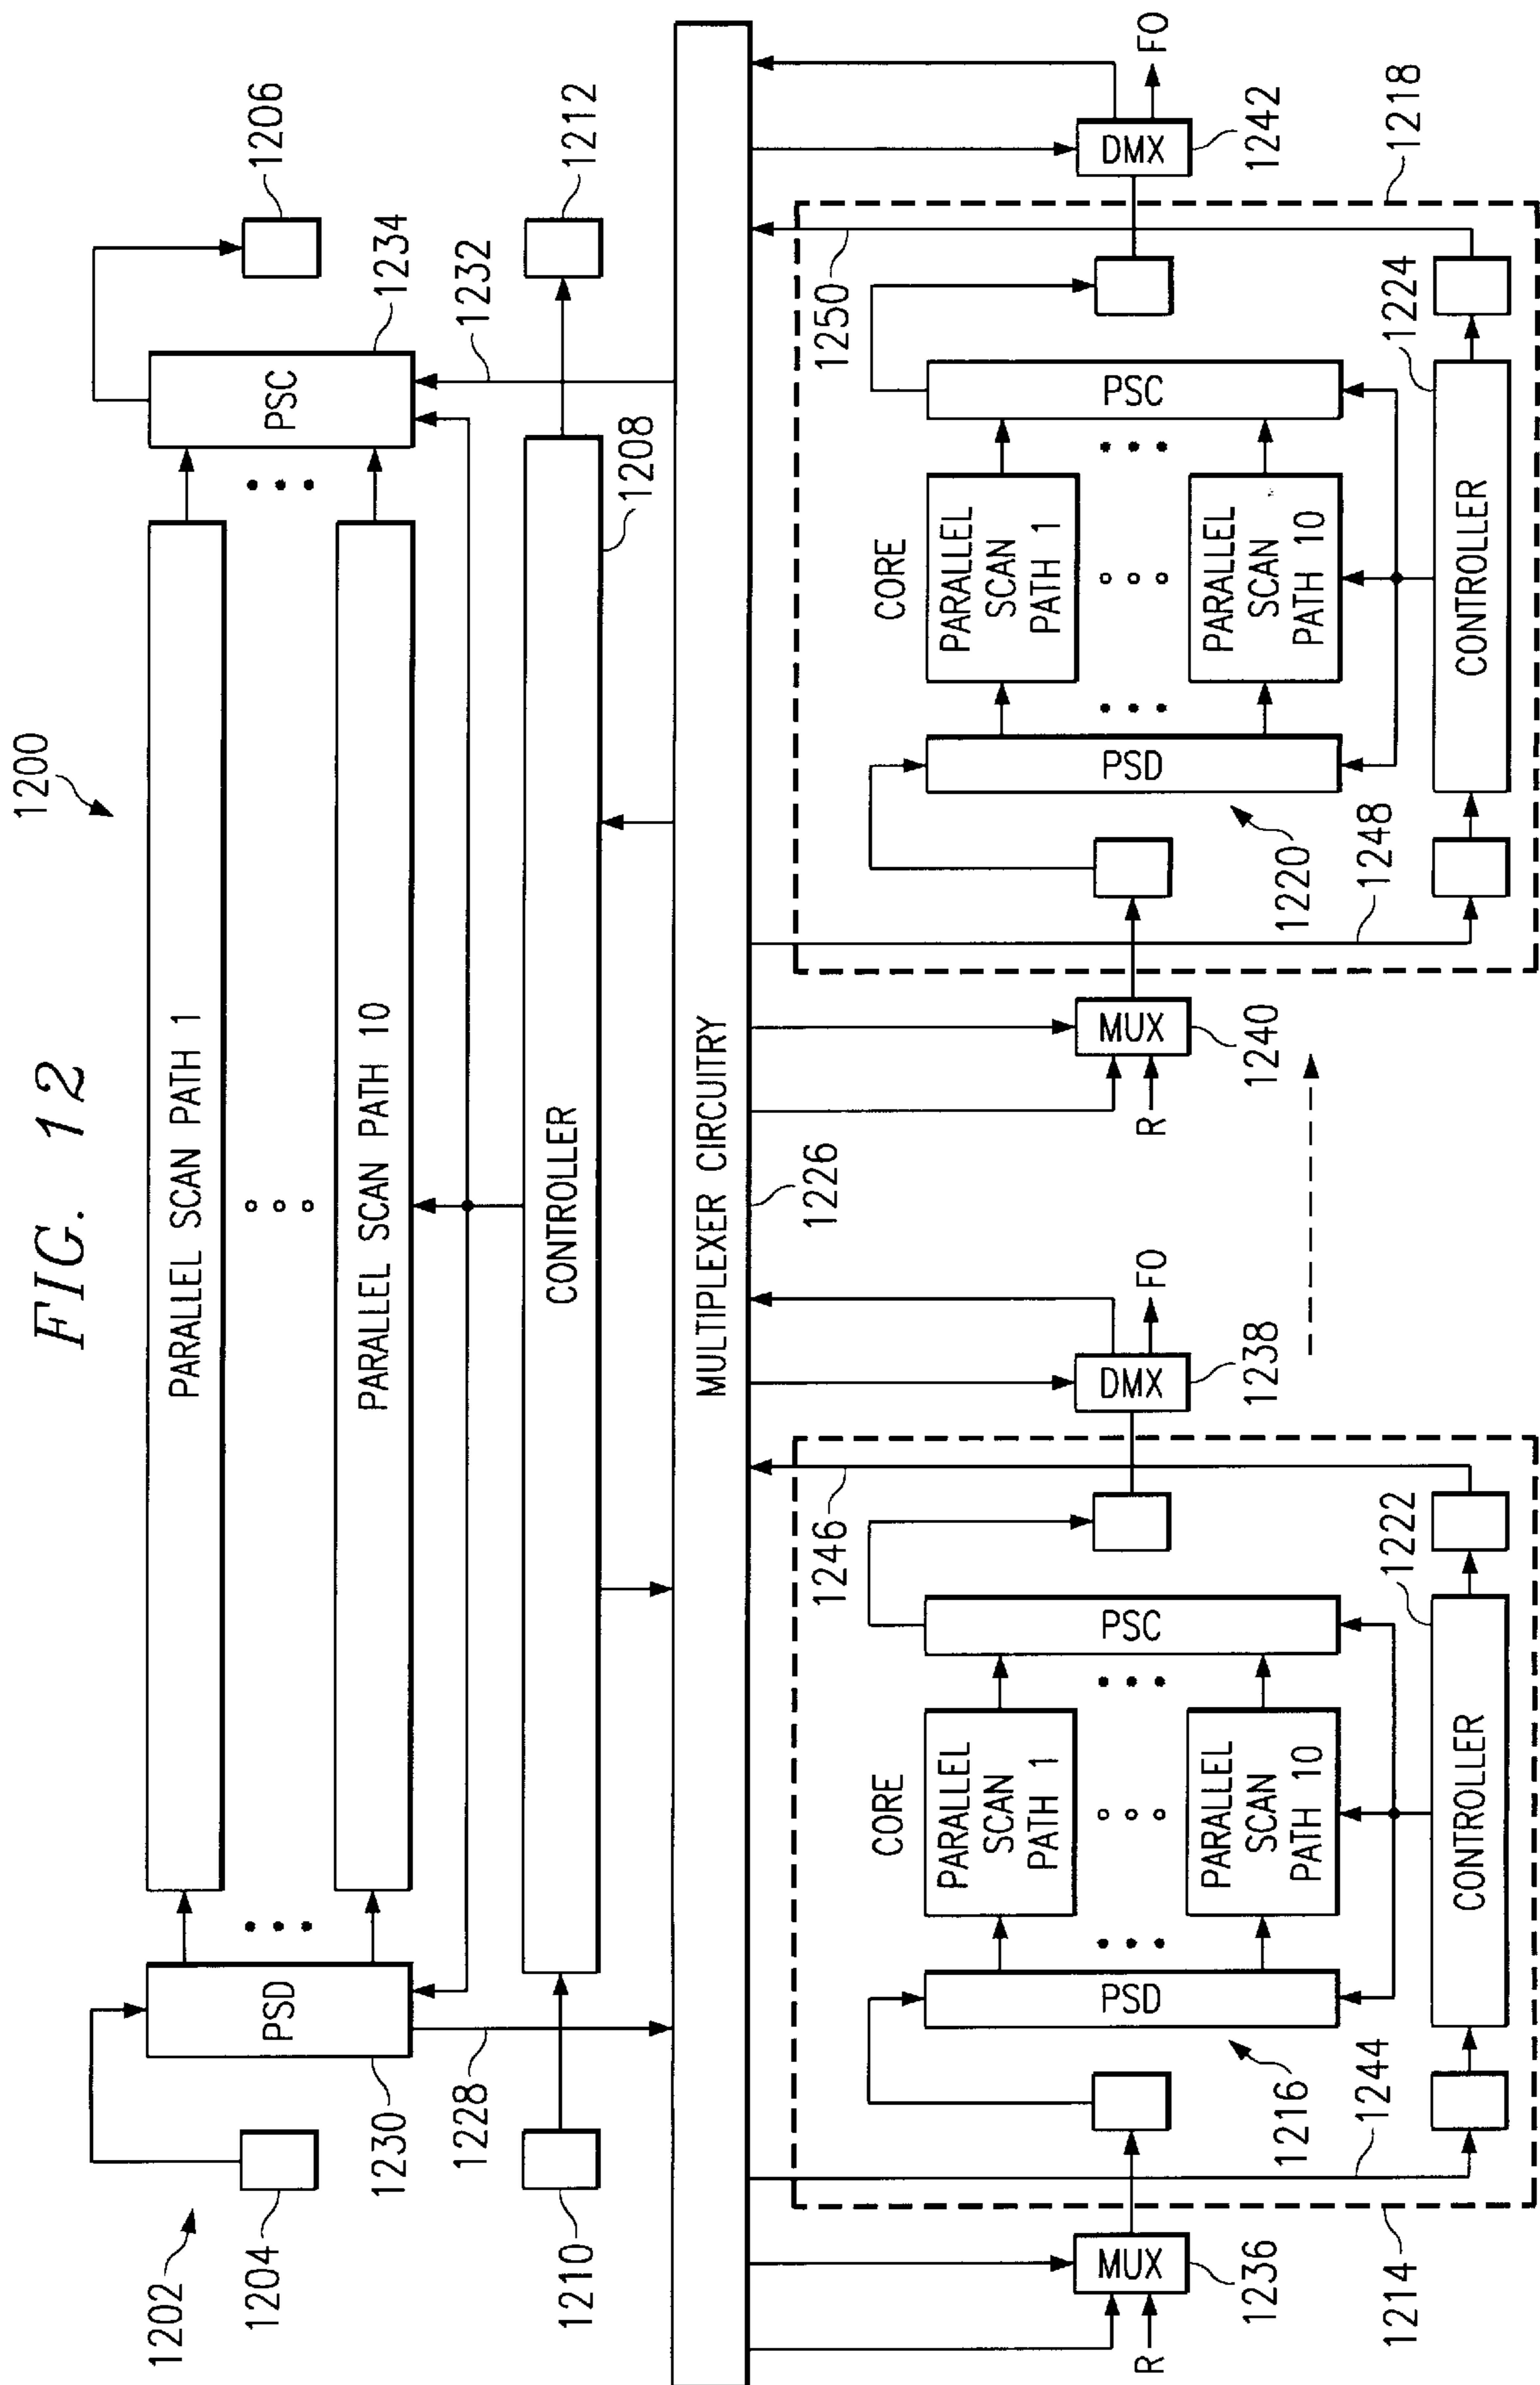 FIG. 12
1200
1202
1204
1206
PARALLEL SCAN PATH 1
PSD
PSC
1230
1234
PARALLEL SCAN PATH 10
1228
1232
1210
CONTROLLER
1212
1208
MULTIPLEXER CIRCUITRY
1226
R
MUX
1236
DMX
FO
1238
R
MUX
1240
DMX
FO
1242
1214
1246
CORE
PSD
PARALLEL
SCAN
PATH 1
PARALLEL
SCAN
PATH 10
PSC
1216
1244
CONTROLLER
1222
1218
1250
CORE
PSD
PARALLEL
SCAN
PATH 1
PARALLEL
SCAN
PATH 10
PSC
1220
1248
CONTROLLER
1224